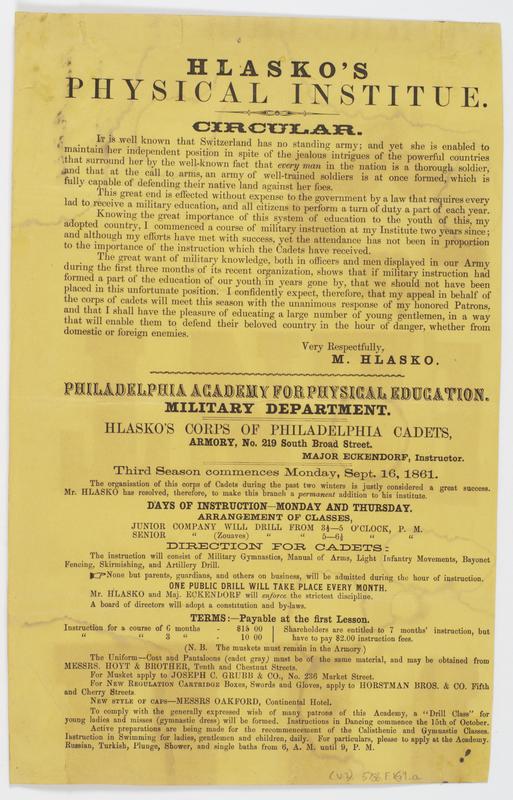 HLASKO'S
PHYSICAL INSTITUE.
CIRCULAR.
It is well known that Switzerland has no standing army; and yet she is enabled to
maintain her independent position in spite of the jealous intrigues of the powerful countries
that surround her by the well-known fact that every man in the nation is a thorough soldier,
and that at the call to arms, an army of well-trained soldiers is at once formed, which is
fully capable of defending their native land against her foes.
This great end is effected without expense to the government by a law that requires every
lad to receive a military education, and all citizens to perform a turn of duty a part of each year.
Knowing the great importance of this system of education to the youth of this, my
adopted country, I commenced a course of military instruction at my Institute two years since;
and although my efforts have met with success, yet the attendance has not been in proportion
to the importance of the instruction which the Cadets have received.
The great want of military knowledge, both in officers and men displayed in our Army
during the first three months of its recent organization, shows that if military instruction had
formed a part of the education of our youth in years gone by, that we should not have been
placed in this unfortunate position. I confidently expect, therefore, that my appeal in behalf of
the corps of cadets will meet this season with the unanimous response of my honored Patrons,
and that I shall have the pleasure of educating a large number of young gentlemen, in a way
that will enable them to defend their beloved country in the hour of danger, whether from
domestic or foreign enemies.
Very Respectfully,
M. HLASKO.
PHILADELPHIA ACADEMY FOR PHYSICAL EDUCATION.
MILITARY DEPARTMENT.
HLASKO'S CORPS OF PHILADELPHIA CADETS,
ARMORY, No. 219 South Broad Street.
MAJOR ECKENDORF, Instructor.
Third Season commences Monday, Sept. 16, 1861.
The organisation of this corps of Cadets during the past two winters is justly considered a great success.
Mr. HLASKO has resolved, therefore, to make this branch a permanent addition to his institute.
DAYS OF INSTRUCTION—MONDAY AND THURSDAY.
ARRANGEMENT OF CLASSES,
JUNIOR COMPANY WILL DRILL FROM 3½–5 O'CLOCK, P. M.
SENIOR " (Zouaves) " " 5–6½ " "
DIRECTION FOR CADETS:
The instruction will consist of Military Gymnastics, Manual of Arms, Light Infantry Movements, Bayonet
Fencing, Skirmishing, and Artillery Drill.
☞None but parents, guardians, and others on business, will be admitted during the hour of instruction.
ONE PUBLIC DRILL WILL TAKE PLACE EVERY MONTH.
Mr. HLASKO and Maj. ECKENDORF will enforce the strictest discipline.
A board of directors will adopt a constitution and by-laws.
TERMS:—Payable at the first Lesson.
Instruction for a course of 6 months - $15 00 Shareholders are entitled to 7 months' instruction, but
" " 3 " - 10 00 have to pay $2.00 instruction fees.
(N. B. The muskets must remain in the Armory.)
The Uniform—Coat and Pantaloons (cadet gray) must be of the same material, and may be obtained from
MESSRS. HOYT & BROTHER, Tenth and Chestnut Streets.
For Musket apply to JOSEPH C. GRUBB & CO., No. 236 Market Street.
For NEW REGULATION CARTRIDGE Boxes, Swords and Gloves, apply to HORSTMAN BROS. & CO. Fifth
and Cherry Streets.
NEW STYLE OF CAPS—MESSRS OAKFORD, Continental Hotel.
To comply with the generally expressed wish of many patrons of this Academy, a "Drill Class" for
young ladies and misses (gymnastic dress) will be formed. Instructions in Dancing commence the 15th of October.
Active preparations are being made for the recommencement of the Calisthenic and Gymnastic Classes.
Instruction in Swimming for ladies, gentlemen and children, daily. For particulars, please to apply at the Academy.
Russian, Turkish, Plunge, Shower, and single baths from 6, A. M. until 9, P. M.